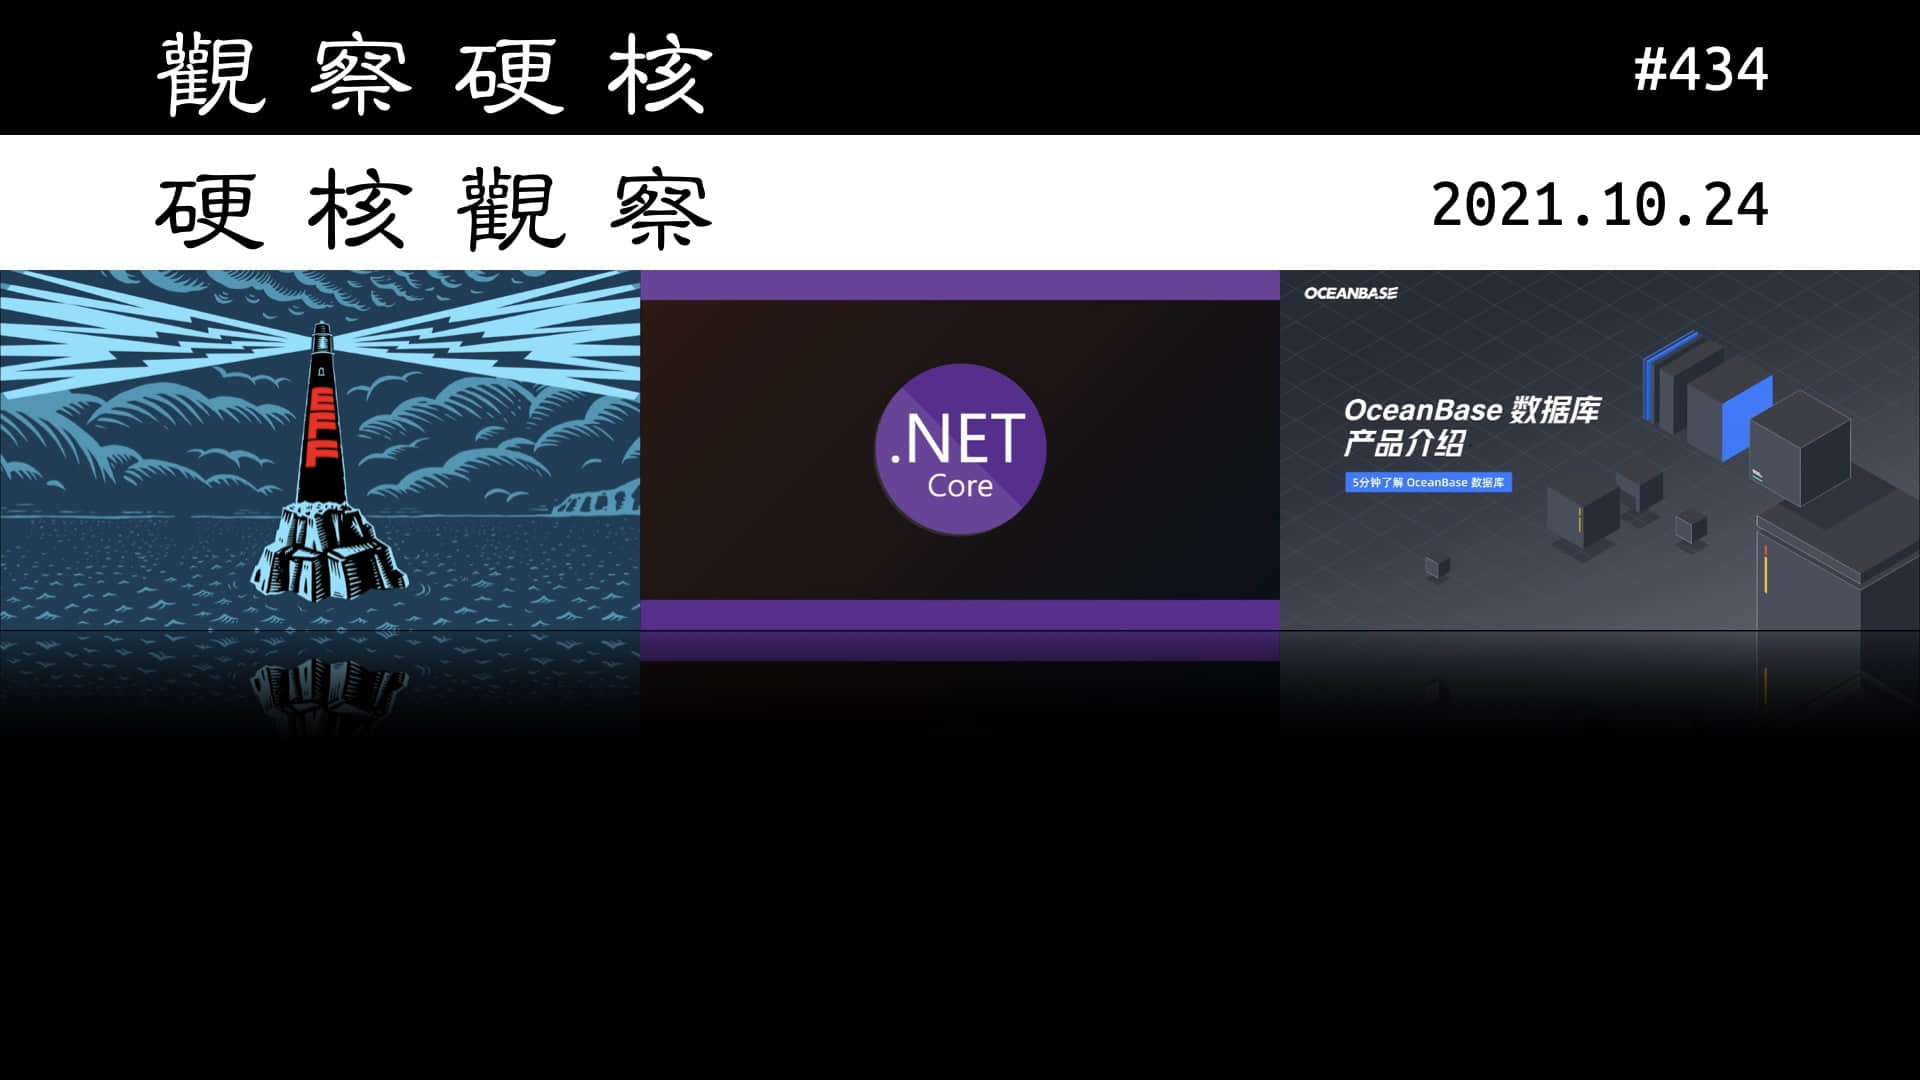 觀察硬核
#434
硬核觀察
2021.10.24
EFF
.NET
Core
OCEANBASE
OceanBase 数据库
产品介绍
5分钟了解 OceanBase 数据库